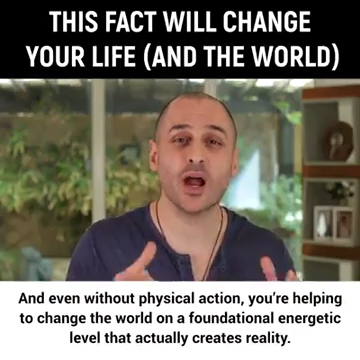 THIS FACT WILL CHANGE
YOUR LIFE (AND THE WORLD)
And even without physical action, you're helping
to change the world on a foundational energetic
level that actually creates reality.